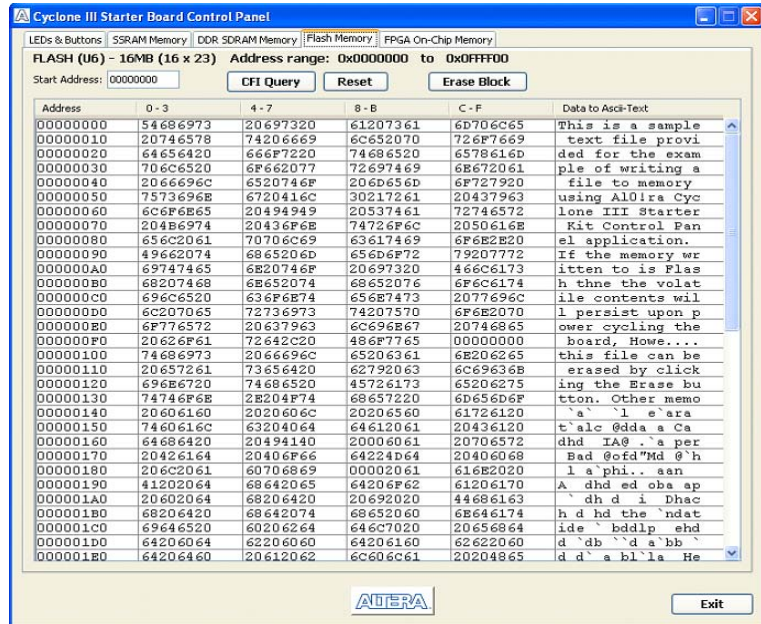 Cyclone III Starter Board Control Panel
LEDs & Buttons SSRAM Memory DDR SDRAM Memory Flash Memory FPGA On-Chip Memory
FLASH (U6) - 16MB (16 x 23) Address range: 0x0000000 to 0x0FFFF00
Start Address: 00000000 CFI Query Reset Erase Block
Address 0 - 3 4 - 7 8 - B C - F Data to Ascii-Text
00000000 54686973 20697320 61207361 6D706C65 This is a sample
00000010 20746578 74206669 6C652070 726F7669 text file provi
00000020 64656420 666F7220 74686520 6578616D ded for the exam
00000030 706C6520 6F662077 72697469 6E672061 ple of writing a
00000040 2066696C 6520746F 206D656D 6F727920 file to memory
00000050 7573696E 6720416C 30217261 20437963 using Al0!ra Cyc
00000060 6C6F6E65 20494949 20537461 72746572 lone III Starter
00000070 204B6974 20436F6E 74726F6C 2050616E Kit Control Pan
00000080 656C2061 70706C69 63617469 6F6E2E20 el application.
00000090 49662074 6865206D 656D6F72 79207772 If the memory wr
000000A0 69747465 6E20746F 20697320 466C6173 itten to is Flas
000000B0 68207468 6E652074 68652076 6F6C6174 h thne the volat
000000C0 696C6520 636F6E74 656E7473 2077696C ile contents wil
000000D0 6C207065 72736973 74207570 6F6E2070 l persist upon p
000000E0 6F776572 20637963 6C696E67 20746865 ower cycling the
000000F0 20626F61 72642C20 486F7765 00000000 board, Howe....
00000100 74686973 2066696C 65206361 6E206265 this file can be
00000110 20657261 73656420 62792063 6C69636B erased by click
00000120 696E6720 74686520 45726173 65206275 ing the Erase bu
00000130 74746F6E 2E204F74 68657220 6D656D6F tton. Other memo
00000140 20606160 2020606C 20206560 61726120 `a` `l e`ara
00000150 7460616C 63204064 64612061 20436120 t`alc @dda a Ca
00000160 64686420 20494140 20006061 20706572 dhd IA@ .`a per
00000170 20426164 20406F66 64224D64 20406068 Bad @ofd"Md @`h
00000180 206C2061 60706869 00002061 616E2020 l a`phi.. aan
00000190 41202064 68642065 64206F62 61206170 A dhd ed oba ap
000001A0 20602064 68206420 20692020 44686163 ` dh d i Dhac
000001B0 68206420 68642074 68652060 6E646174 h d hd the `ndat
000001C0 69646520 60206264 646C7020 20656864 ide ` bddlp ehd
000001D0 64206064 62206060 64206160 62622060 d `db ``d a`bb `
000001E0 64206460 20612062 6C606C61 20204865 d d` a bl`la He
ALTERA
Exit